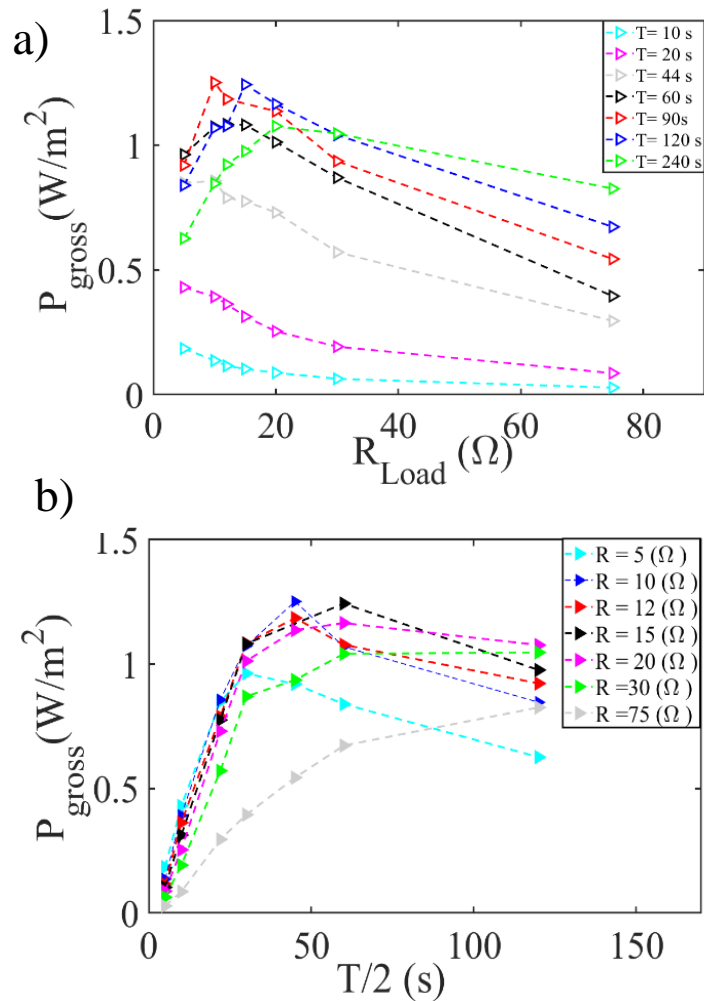 a)
P_gross (W/m²)
1.5
1
0.5
0
T= 10 s
T= 20 s
T= 44 s
T= 60 s
T= 90s
T= 120 s
T= 240 s
0 20 40 60 80
R_Load (Ω)
b)
P_gross (W/m²)
1.5
1
0.5
0
R = 5 (Ω )
R = 10 (Ω )
R = 12 (Ω )
R = 15 (Ω )
R = 20 (Ω )
R =30 (Ω )
R =75 (Ω )
0 50 100 150
T/2 (s)